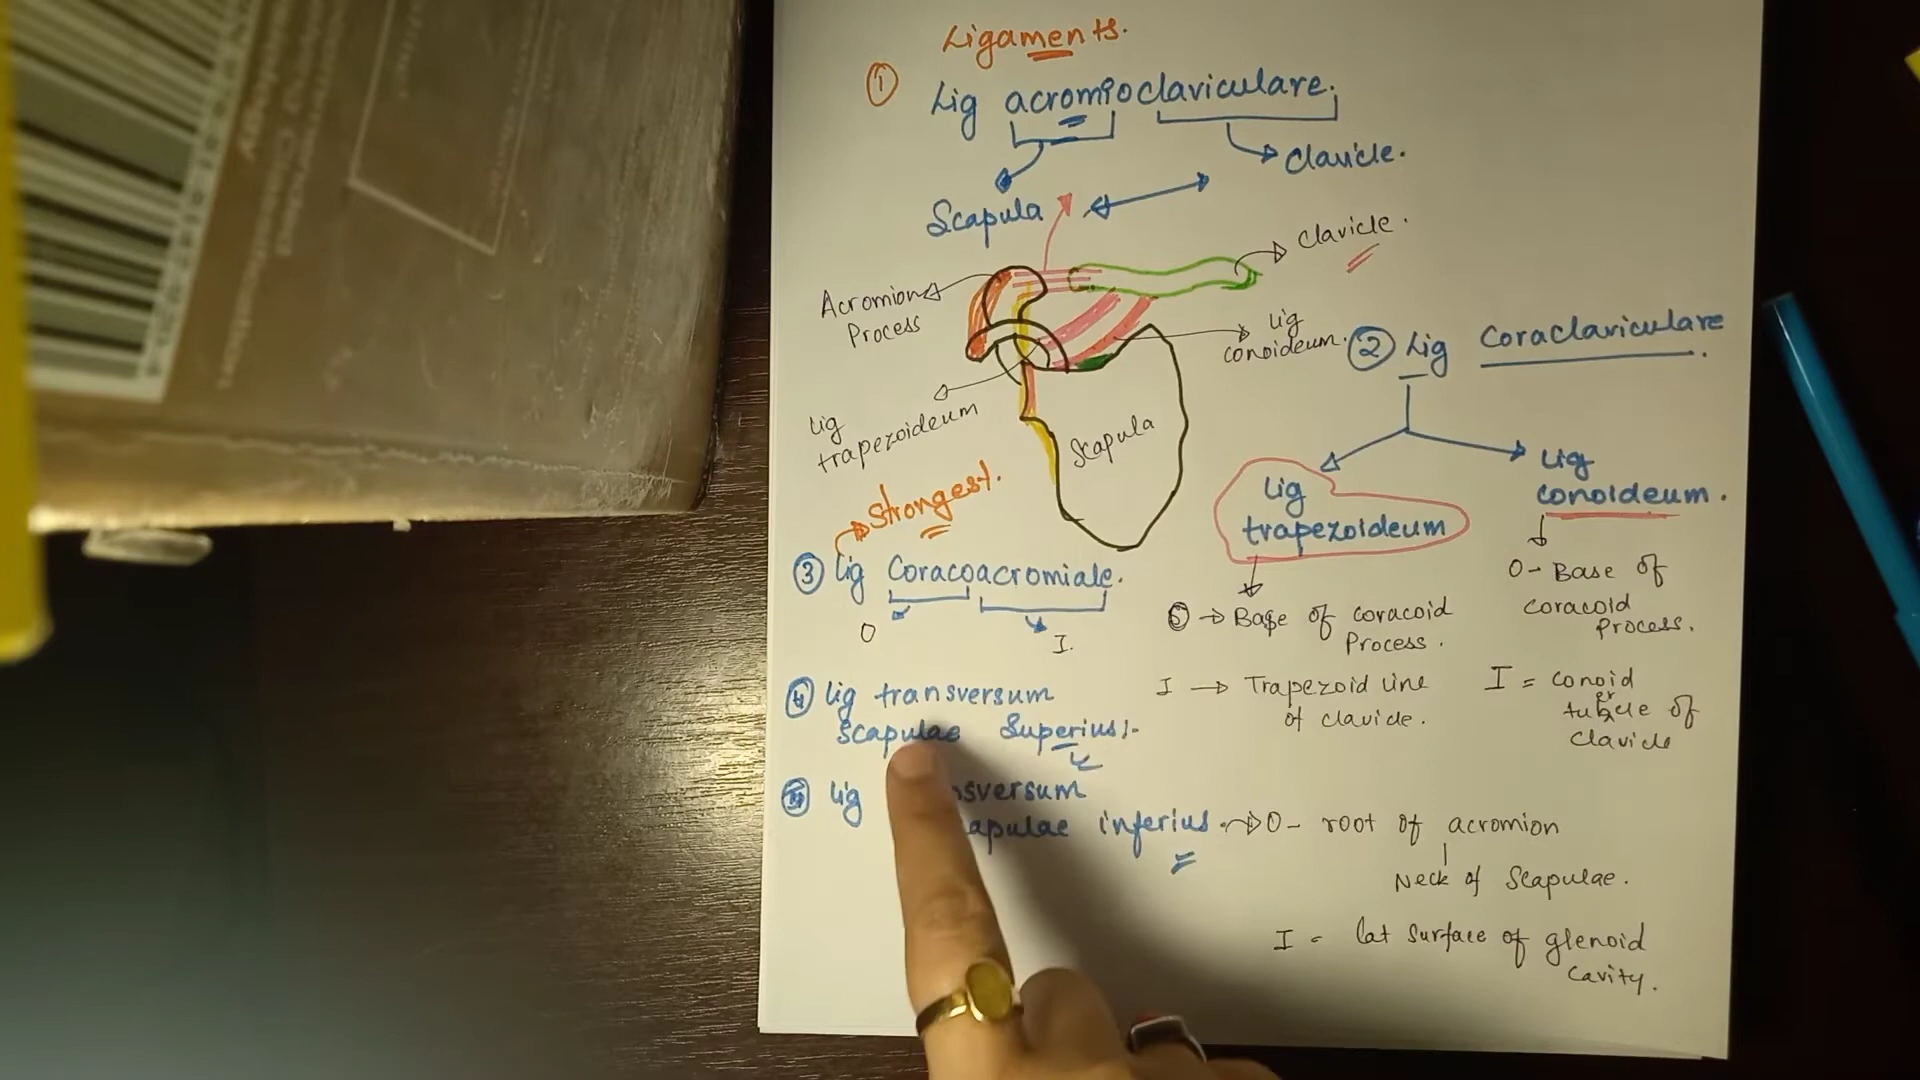 Ligaments.
① Lig acromioclaviculare.
Scapula
Clavicle.
Clavicle.
Acromion
Process
Lig
conoideum.
Lig
trapezoideum
Scapula
② Lig Coraclaviculare
Lig
trapezoideum
Lig
conoideum.
O → Base of coracoid
Process.
I → Trapezoid line
of clavicle.
O - Base of
coracoid
Process.
I = conoid
tubercle of
clavicle
Strongest.
③ Lig Coracoacromiale.
O
I.
④ Lig transversum
Scapulae Superius:-
Lig
inferius. → O - root of acromion
Neck of Scapulae.
I = lat surface of glenoid
cavity.